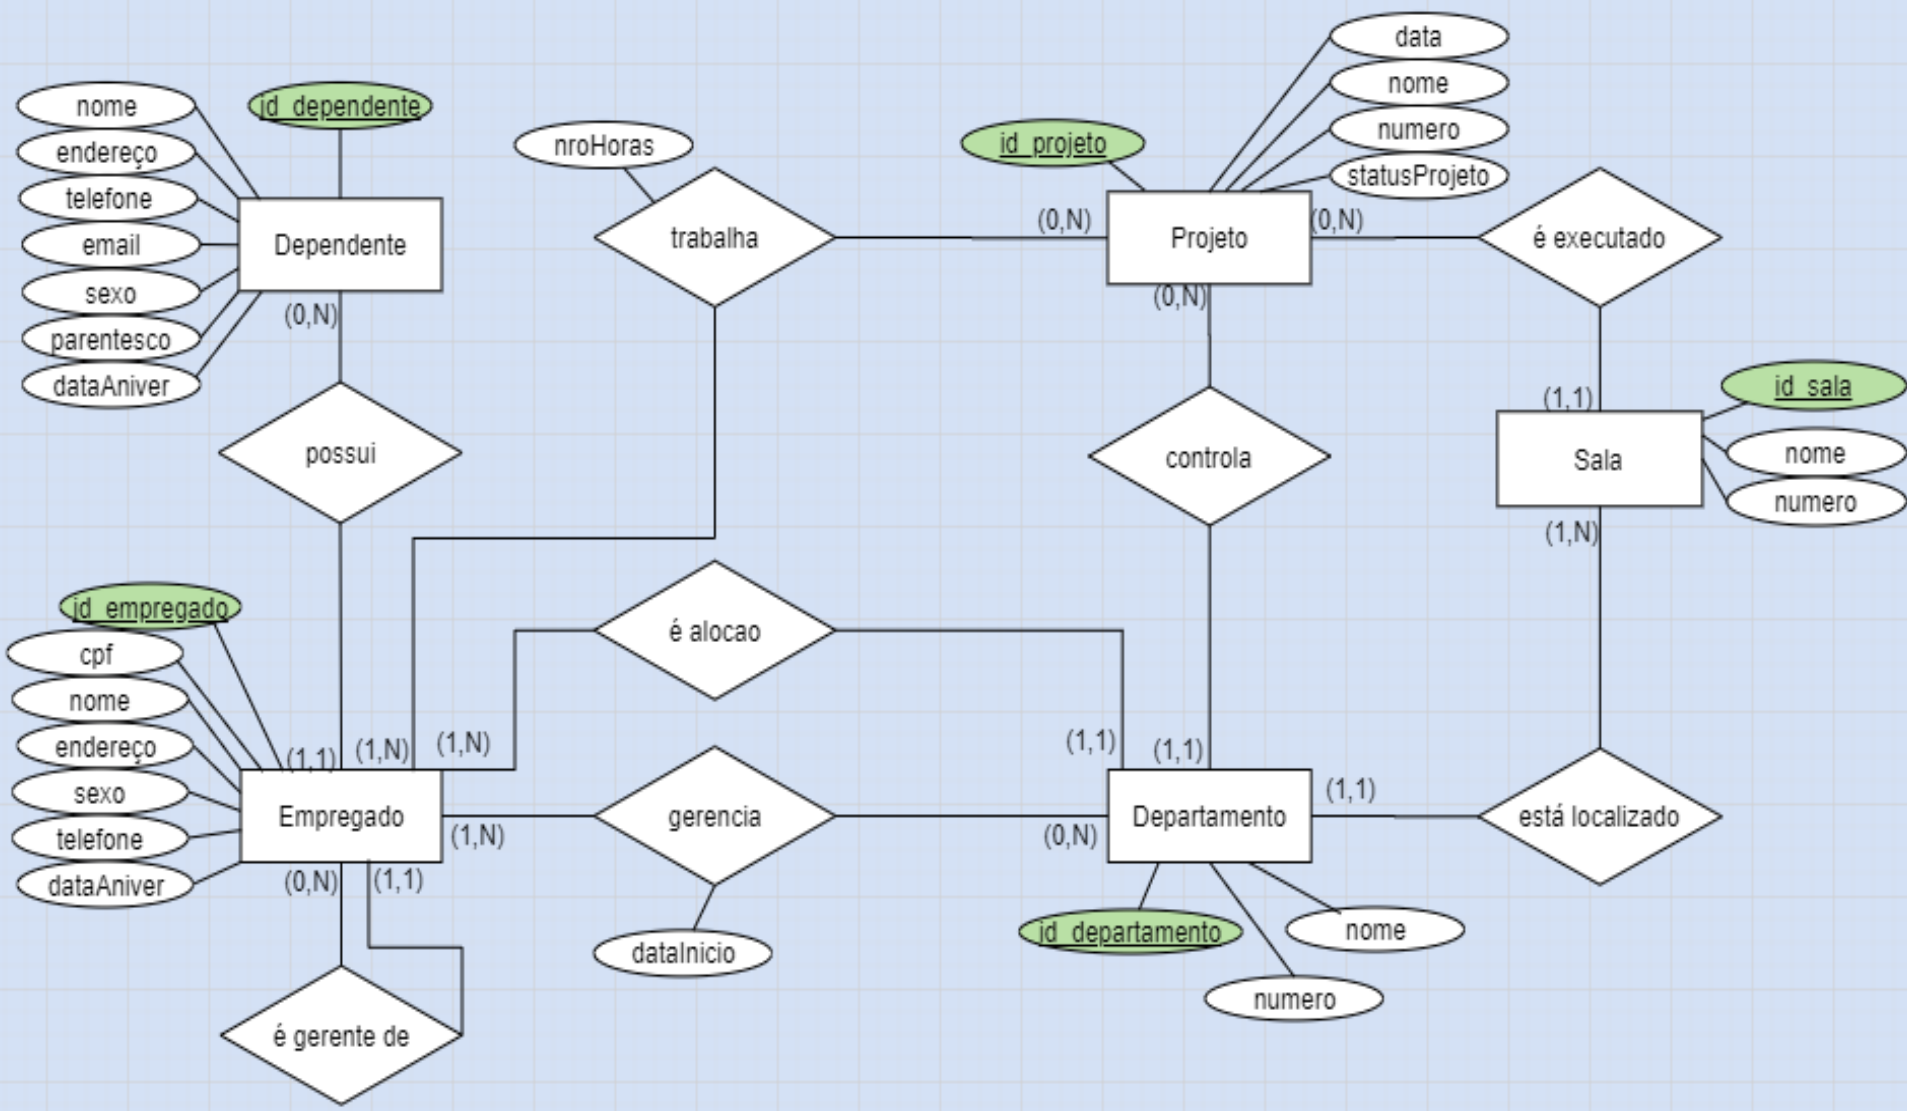 data
nome
numero
statusProjeto
id_projeto
nome
endereço
telefone
email
sexo
parentesco
dataAniver
id_dependente
nroHoras
Dependente
(0,N)
trabalha
(0,N)
Projeto
(0,N)
(0,N)
é executado
possui
controla
(1,1)
Sala
id_sala
nome
numero
(1,N)
id_empregado
cpf
nome
endereço
sexo
telefone
dataAniver
é alocao
(1,1)
(1,N)
(1,N)
(1,1)
(1,1)
Empregado
(1,N)
gerencia
(0,N)
Departamento
(1,1)
está localizado
(0,N)
(1,1)
dataInicio
id_departamento
nome
numero
é gerente de